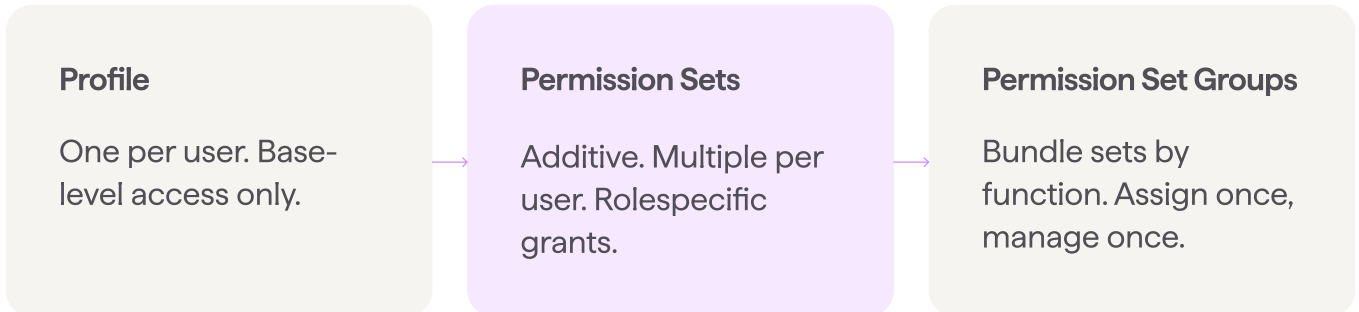 Profile
One per user. Base-
level access only.
Permission Sets
Additive. Multiple per
user. Rolespecific
grants.
Permission Set Groups
Bundle sets by
function. Assign once,
manage once.